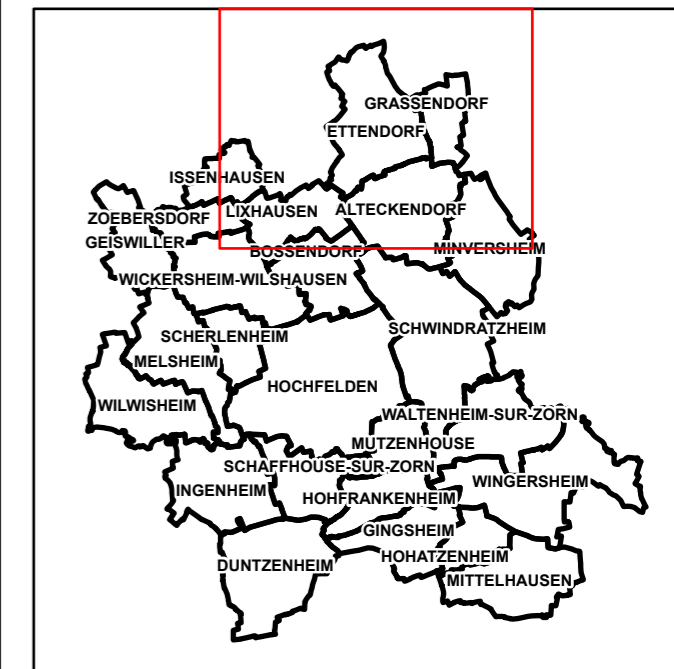 GRASSENDORF
ETTENDORF
ISSENHAUSEN
ZOEBERSDORF
LIXHAUSEN
ALTECKENDORF
GEISWILLER
BOSSENDORF
MINVERSHEIM
WICKERSHEIM-WILSHAUSEN
SCHWINDRATZHEIM
SCHERLENHEIM
MELSHEIM
HOCHFELDEN
WILWISHEIM
WALTENHEIM-SUR-ZORN
MUTZENHOUSE
SCHAFFHOUSE-SUR-ZORN
INGENHEIM
WINGERSHEIM
HOHFRANKENHEIM
GINGSHEIM
HOHATZENHEIM
DUNTZENHEIM
MITTELHAUSEN